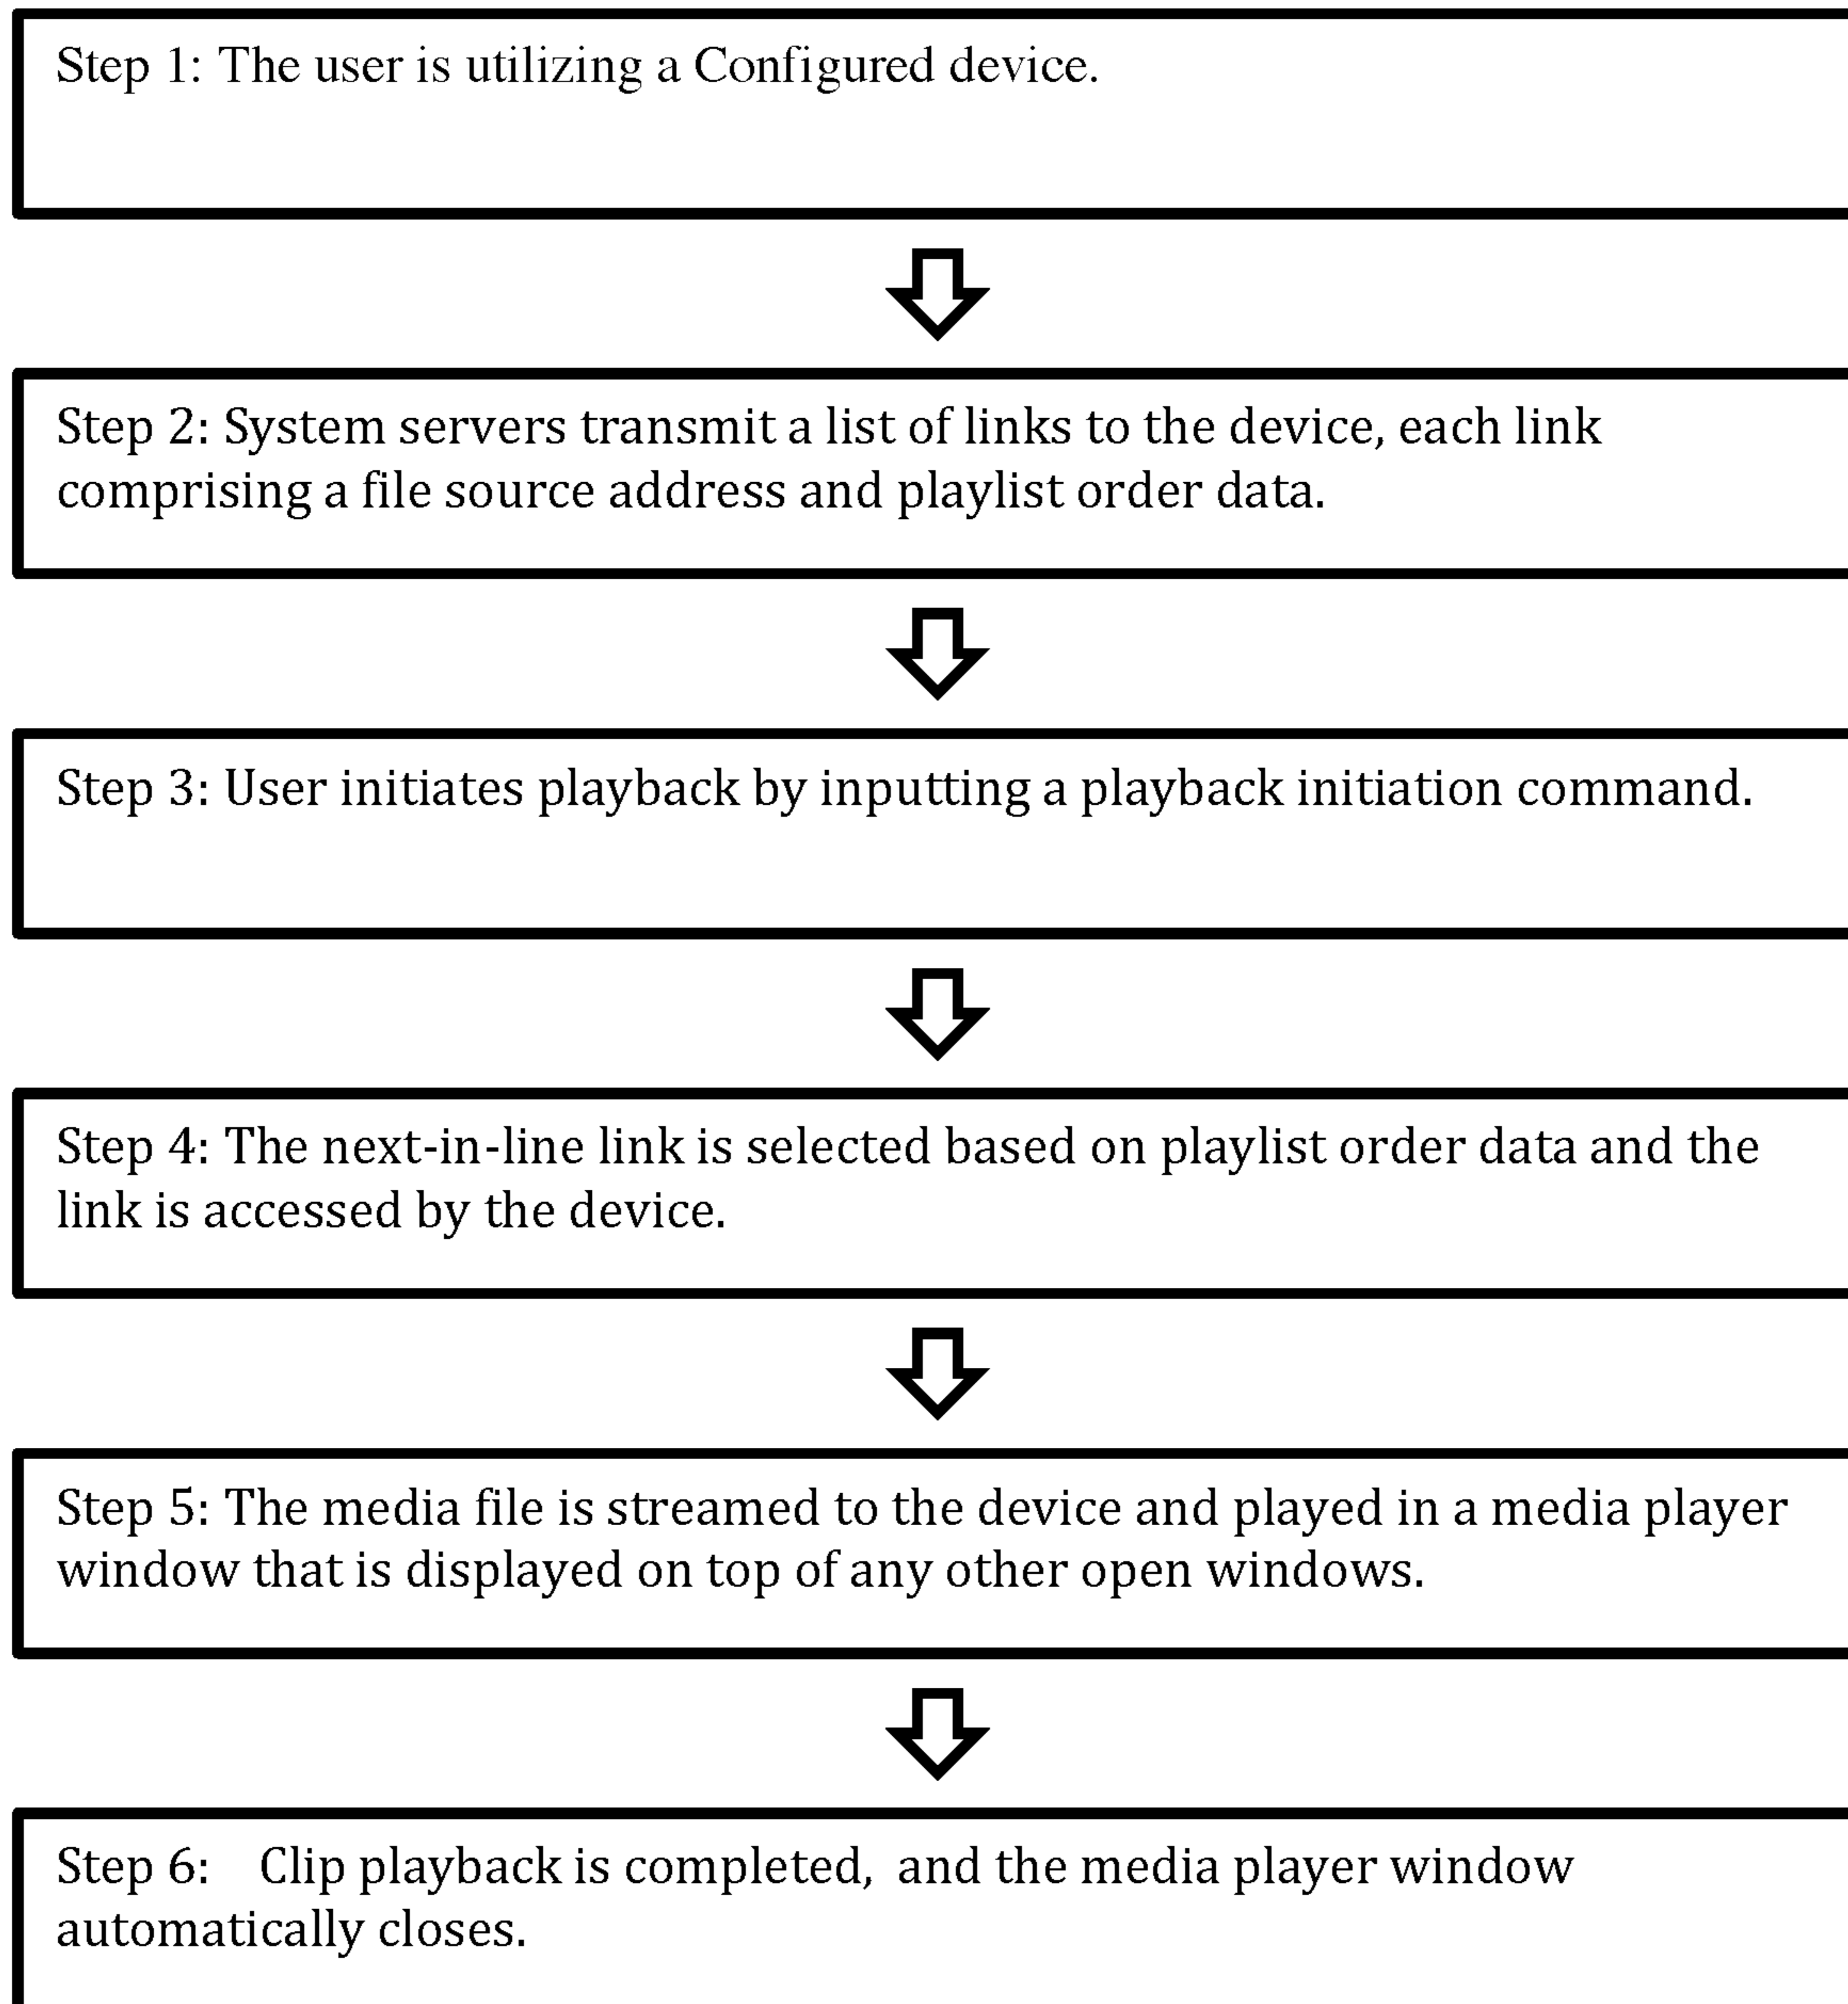 Step 1: The user is utilizing a Configured device.
Step 2: System servers transmit a list of links to the device, each link
comprising a file source address and playlist order data.
Step 3: User initiates playback by inputting a playback initiation command.
Step 4: The next-in-line link is selected based on playlist order data and the
link is accessed by the device.
Step 5: The media file is streamed to the device and played in a media player
window that is displayed on top of any other open windows.
Step 6: Clip playback is completed, and the media player window
automatically closes.